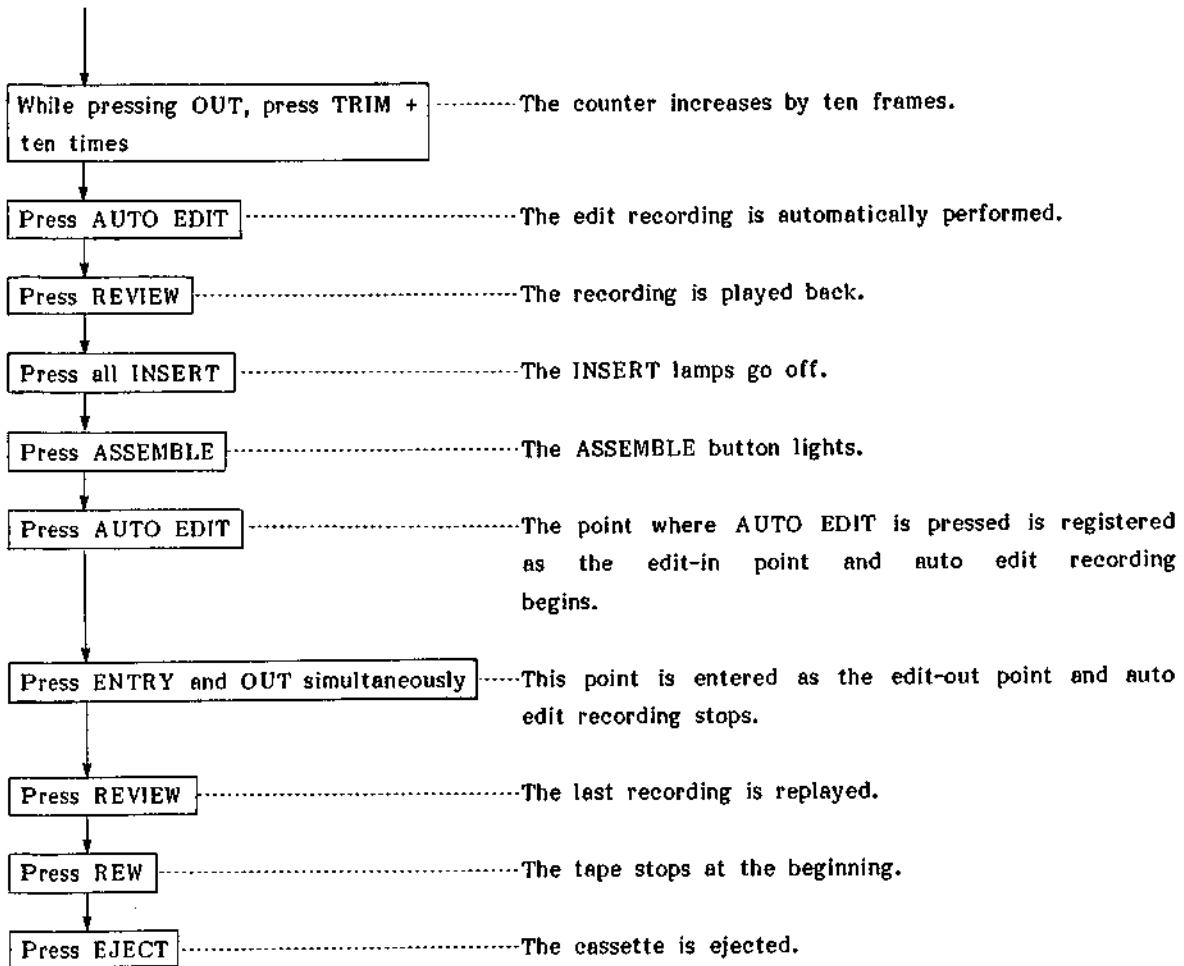 While pressing OUT, press TRIM + The counter increases by ten frames.
ten times
Press AUTO EDIT The edit recording is automatically performed.
Press REVIEW The recording is played back.
Press all INSERT The INSERT lamps go off.
Press ASSEMBLE The ASSEMBLE button lights.
Press AUTO EDIT The point where AUTO EDIT is pressed is registered
as the edit-in point and auto edit recording
begins.
Press ENTRY and OUT simultaneously This point is entered as the edit-out point and auto
edit recording stops.
Press REVIEW The last recording is replayed.
Press REW The tape stops at the beginning.
Press EJECT The cassette is ejected.